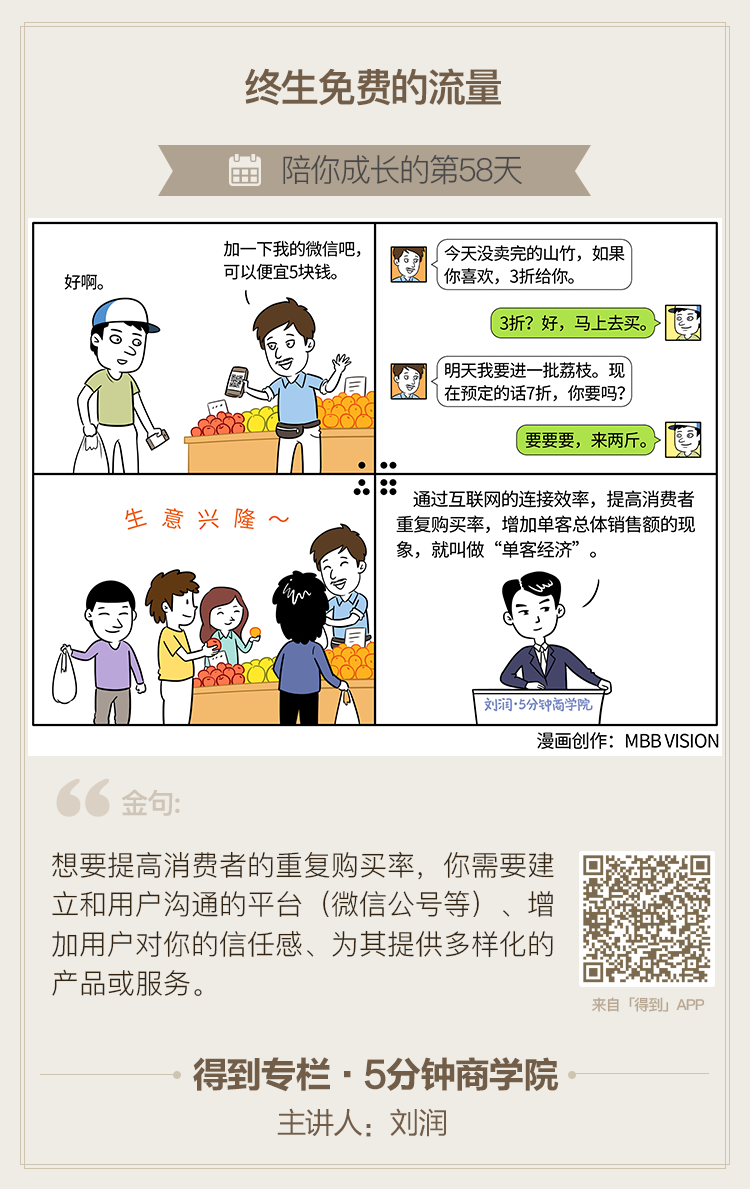 终生免费的流量
陪你成长的第58天
好啊。
加一下我的微信吧，
可以便宜5块钱。
今天没卖完的山竹，如果
你喜欢，3折给你。
3折？好，马上去买。
明天我要进一批荔枝。现
在预定的话7折，你要吗？
要要要，来两斤。
生意兴隆～
通过互联网的连接效率，提高消费者
重复购买率，增加单客总体销售额的现
象，就叫做“单客经济”。
刘润·5分钟商学院
漫画创作：MBB VISION
金句:
想要提高消费者的重复购买率，你需要建
立和用户沟通的平台（微信公号等）、增
加用户对你的信任感、为其提供多样化的
产品或服务。
来自「得到」APP
得到专栏·5分钟商学院
主讲人：刘润